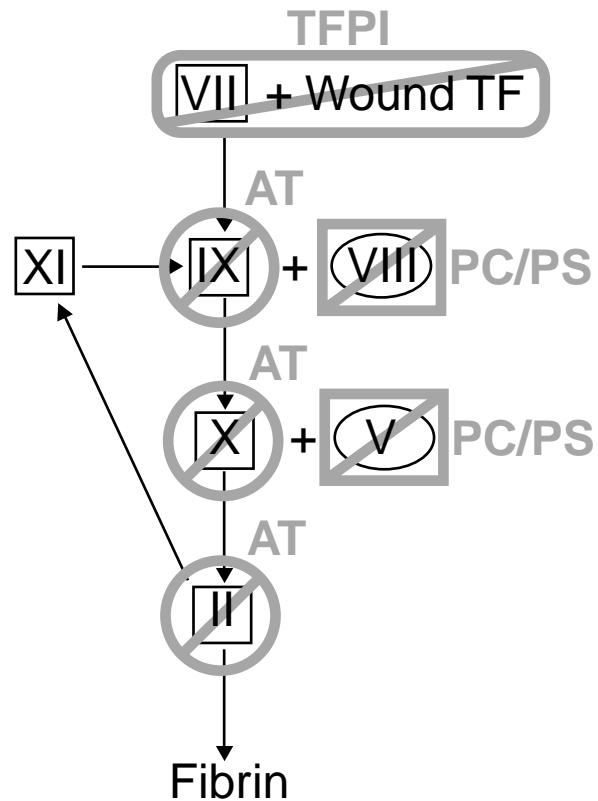 TFPI
VII + Wound TF
AT
XI IX + VIII PC/PS
AT
X + V PC/PS
AT
II
Fibrin